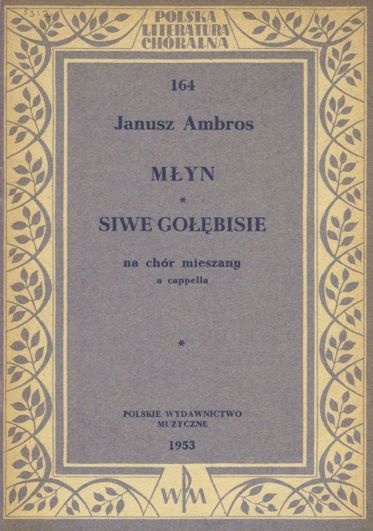 POLSKA
LITERATURA
CHÓRALNA
164
Janusz Ambros
MŁYN
*
SIWE GOŁĘBISIE
na chór mieszany
a cappella
*
POLSKIE WYDAWNICTWO
MUZYCZNE
1953
PWM